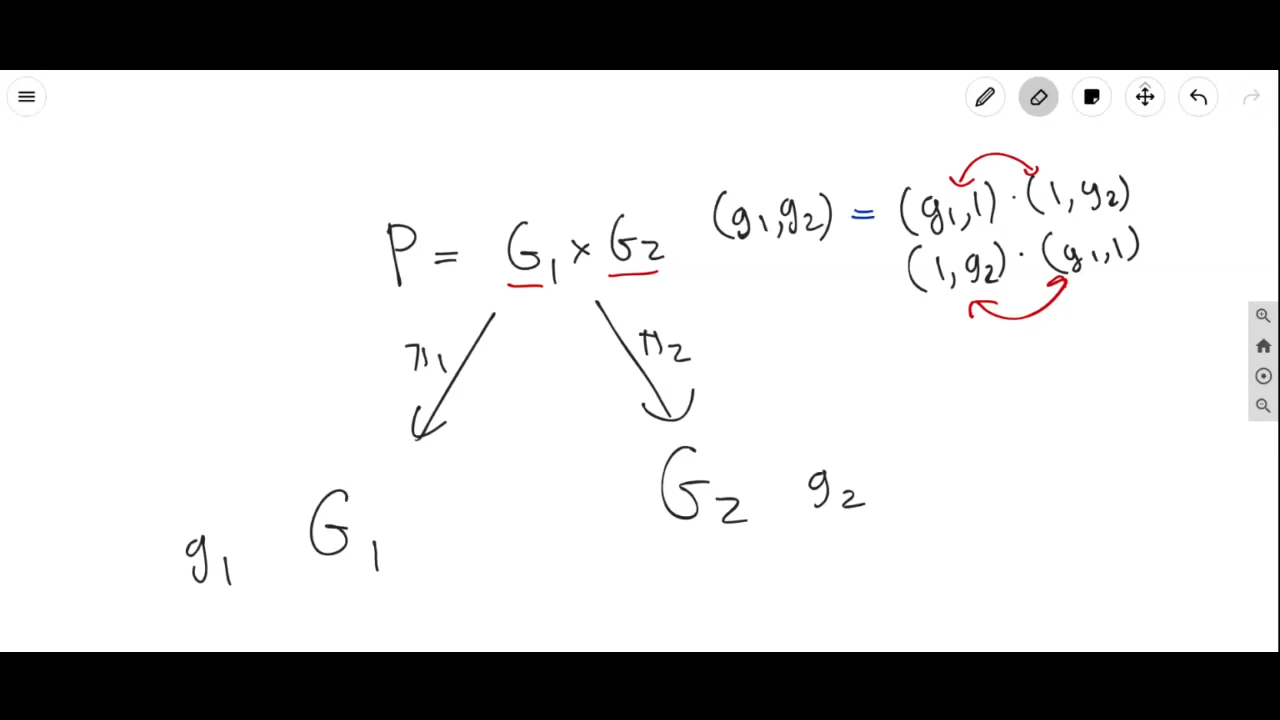 P = G₁ × G₂ (g₁,g₂) = (g₁,1)·(1,g₂)
(1,g₂)·(g₁,1)
π₁ π₂
G₂ g₂
g₁ G₁